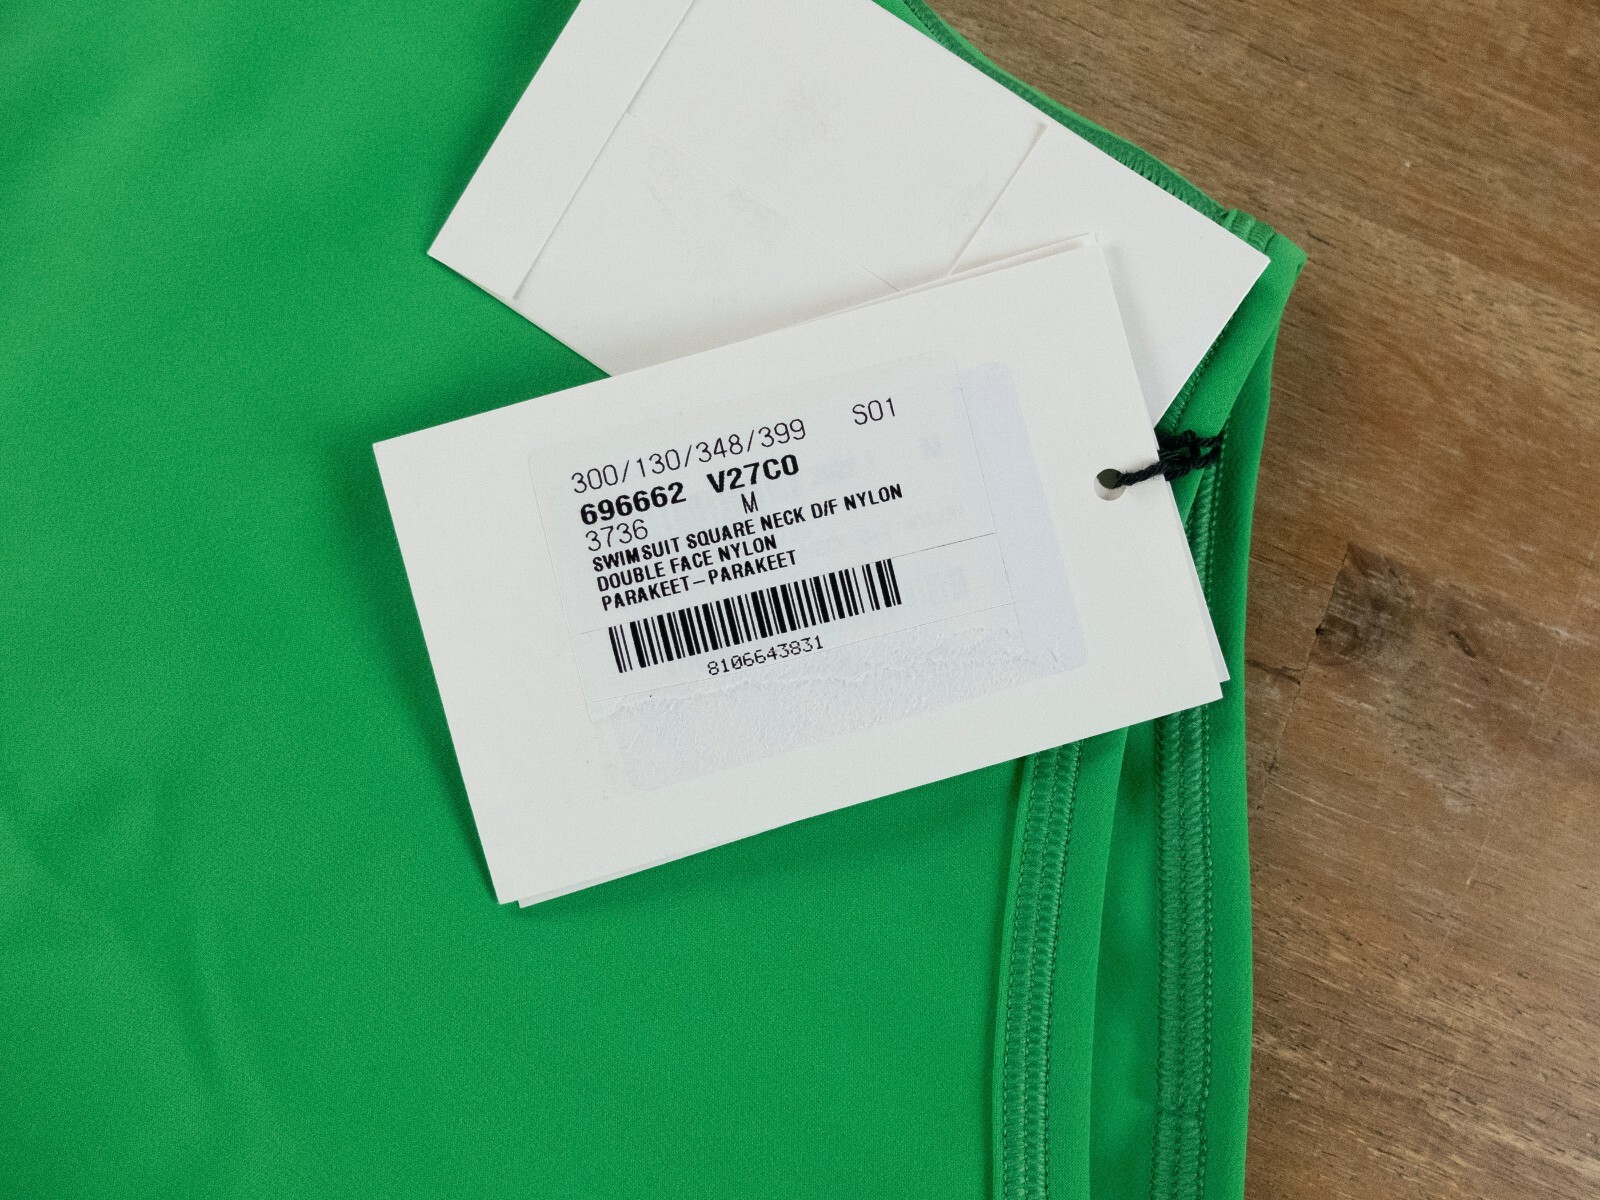 300/130/348/399 S01
696662 V27C0
3736 M
SWIMSUIT SQUARE NECK D/F NYLON
DOUBLE FACE NYLON
PARAKEET-PARAKEET
8106643831